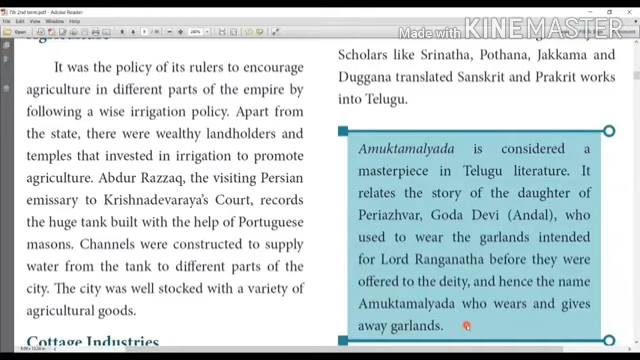 7th 2nd term.pdf - Adobe Reader
File Edit View Window Help
Open
Made with KINEMASTER
It was the policy of its rulers to encourage
agriculture in different parts of the empire by
following a wise irrigation policy. Apart from
the state, there were wealthy landholders and
temples that invested in irrigation to promote
agriculture. Abdur Razzaq, the visiting Persian
emissary to Krishnadevaraya's Court, records
the huge tank built with the help of Portuguese
masons. Channels were constructed to supply
water from the tank to different parts of the
city. The city was well stocked with a variety of
agricultural goods.
Cottage Industries
Scholars like Srinatha, Pothana, Jakkama and
Duggana translated Sanskrit and Prakrit works
into Telugu.
Amuktamalyada is considered a
masterpiece in Telugu literature. It
relates the story of the daughter of
Periazhvar, Goda Devi (Andal), who
used to wear the garlands intended
for Lord Ranganatha before they were
offered to the deity, and hence the name
Amuktamalyada who wears and gives
away garlands.